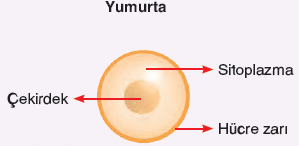 Yumurta
Sitoplazma
Çekirdek
Hücre zarı